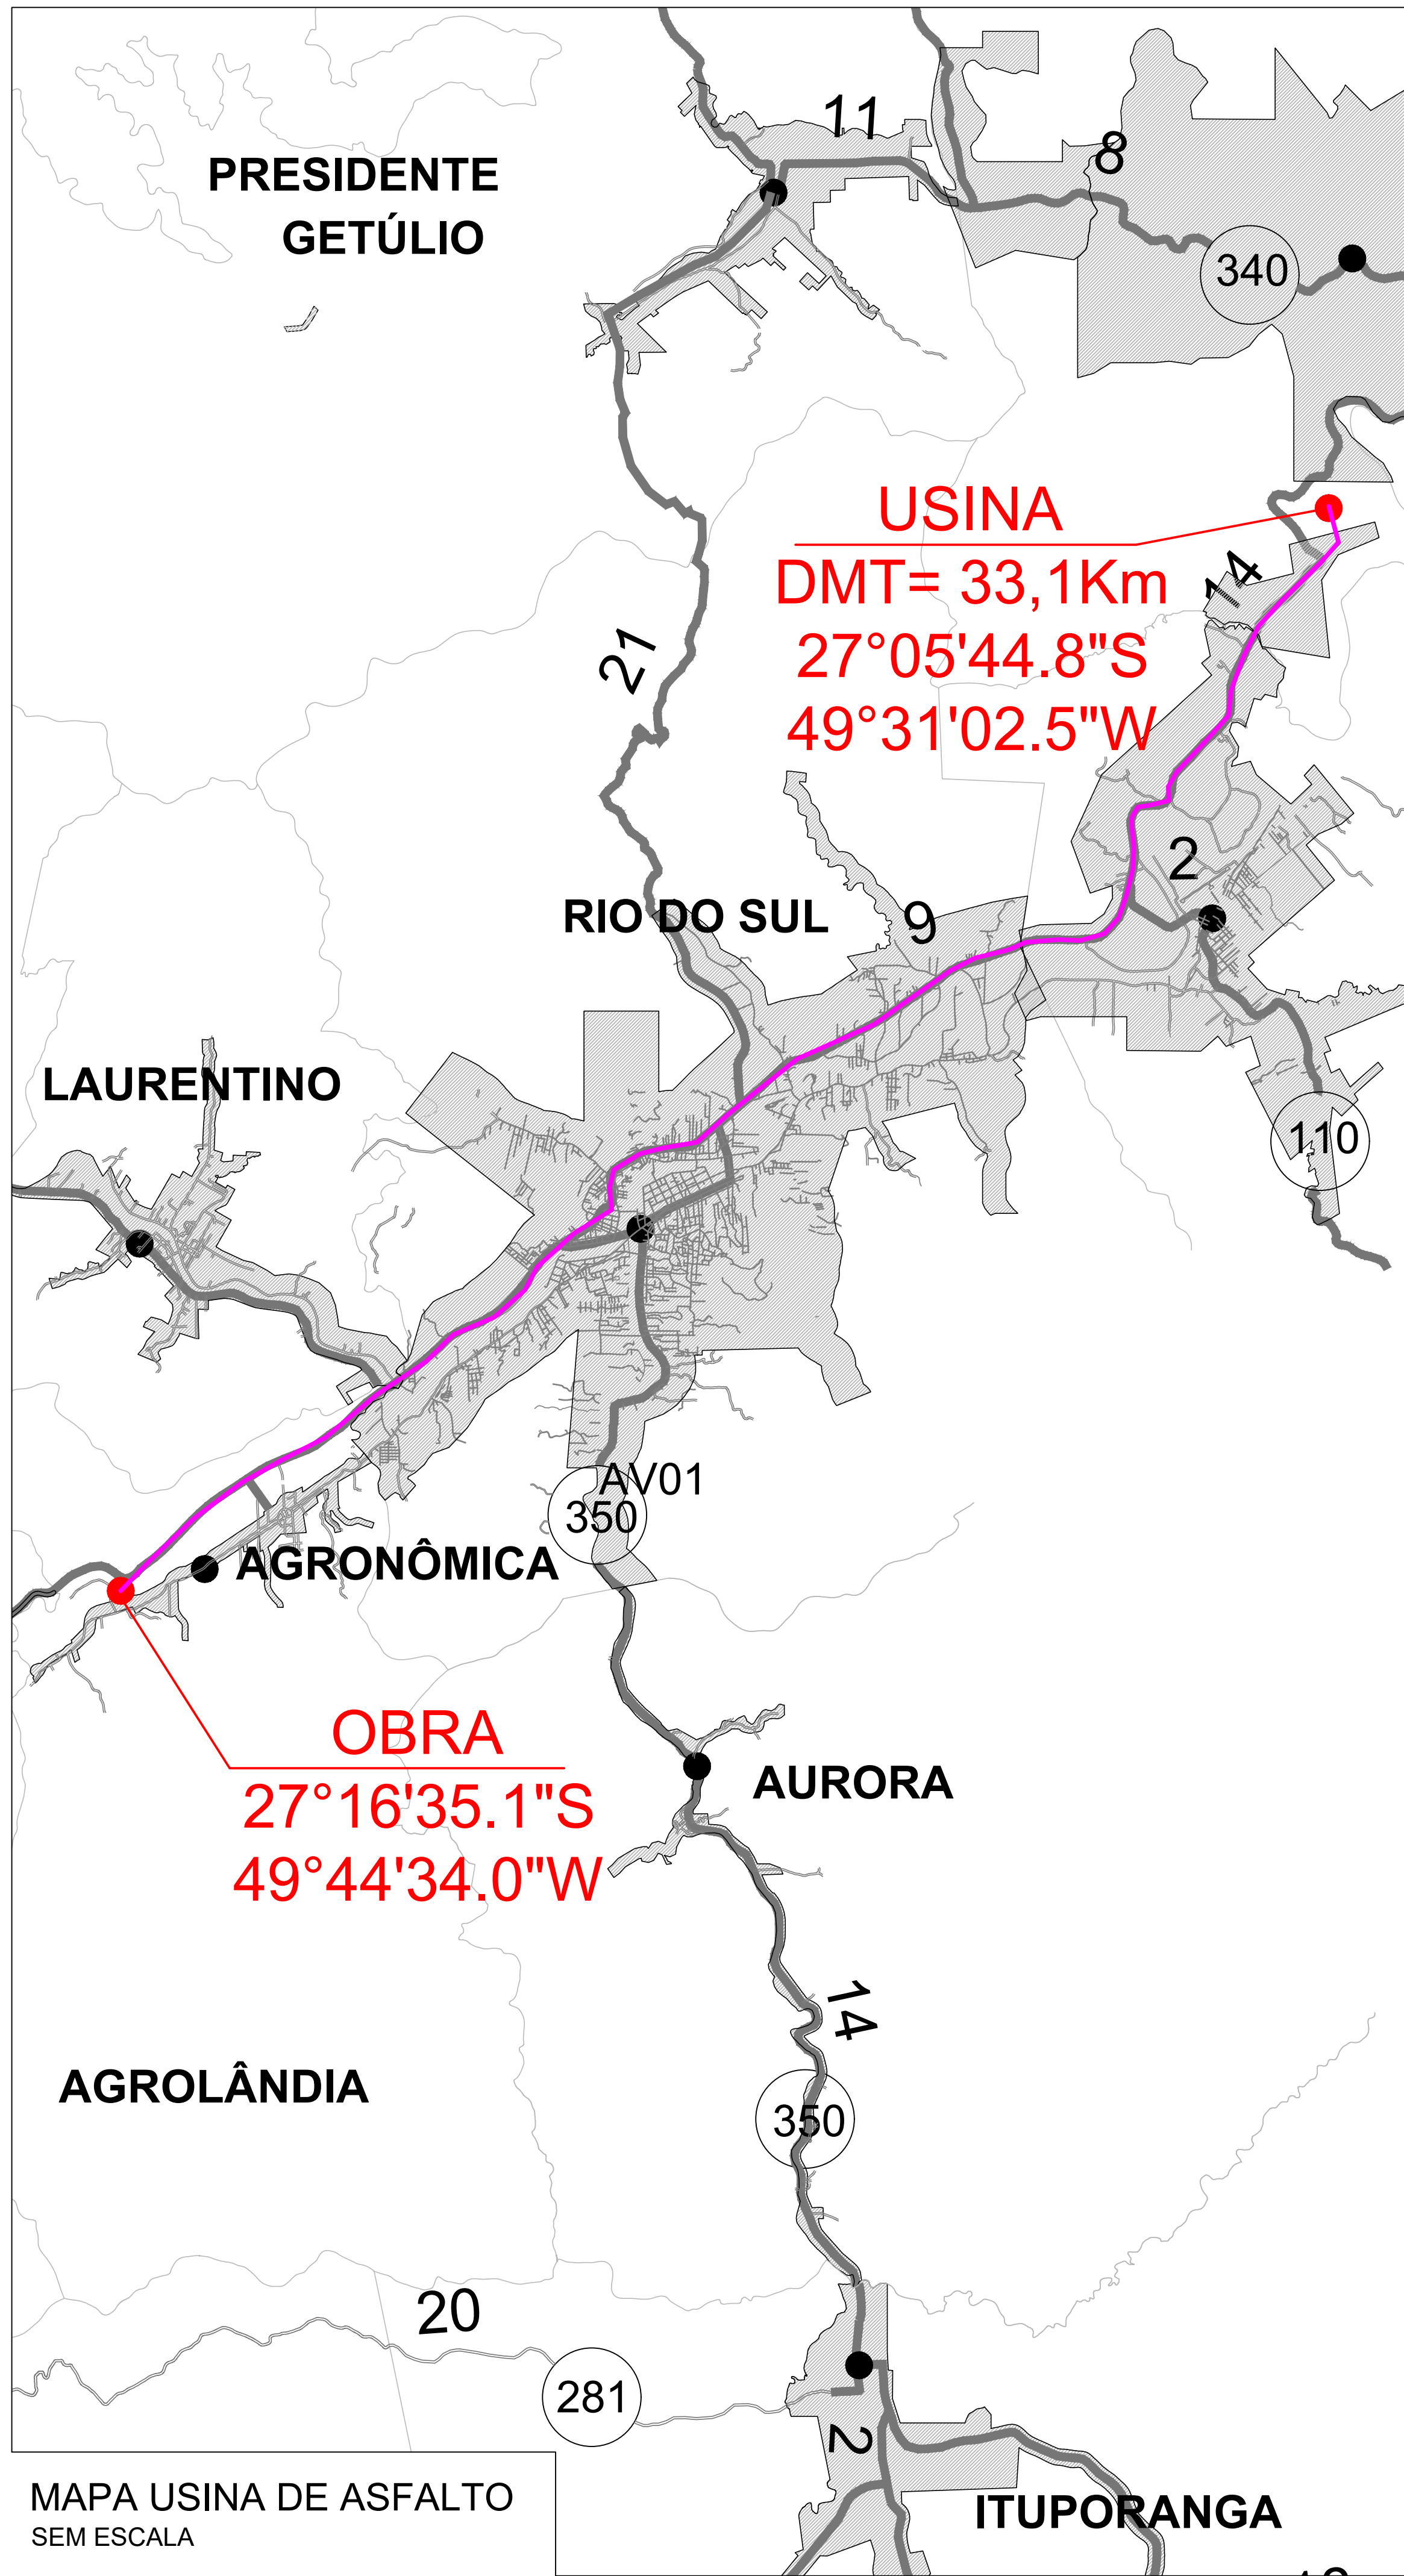 11
8
PRESIDENTE
GETÚLIO
340
USINA
DMT= 33,1Km
27°05'44.8"S
49°31'02.5"W
14
21
2
RIO DO SUL
9
LAURENTINO
110
AV01
350
AGRONÔMICA
OBRA
27°16'35.1"S
49°44'34.0"W
AURORA
14
AGROLÂNDIA
350
20
281
2
MAPA USINA DE ASFALTO
SEM ESCALA
ITUPORANGA